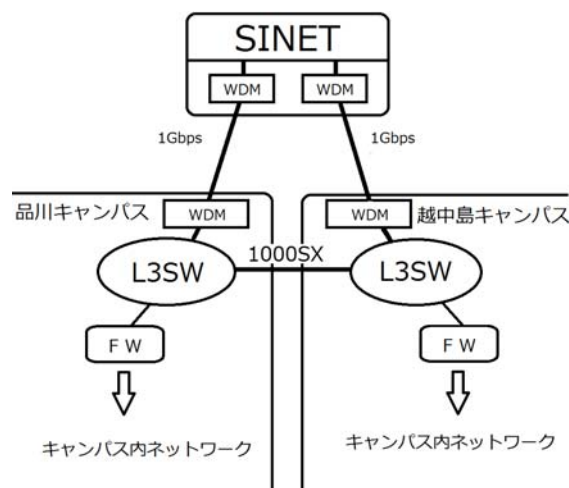 SINET
WDM
WDM
1Gbps
1Gbps
品川キャンパス
WDM
WDM
越中島キャンパス
L3SW
1000SX
L3SW
ＦＷ
ＦＷ
キャンパス内ネットワーク
キャンパス内ネットワーク